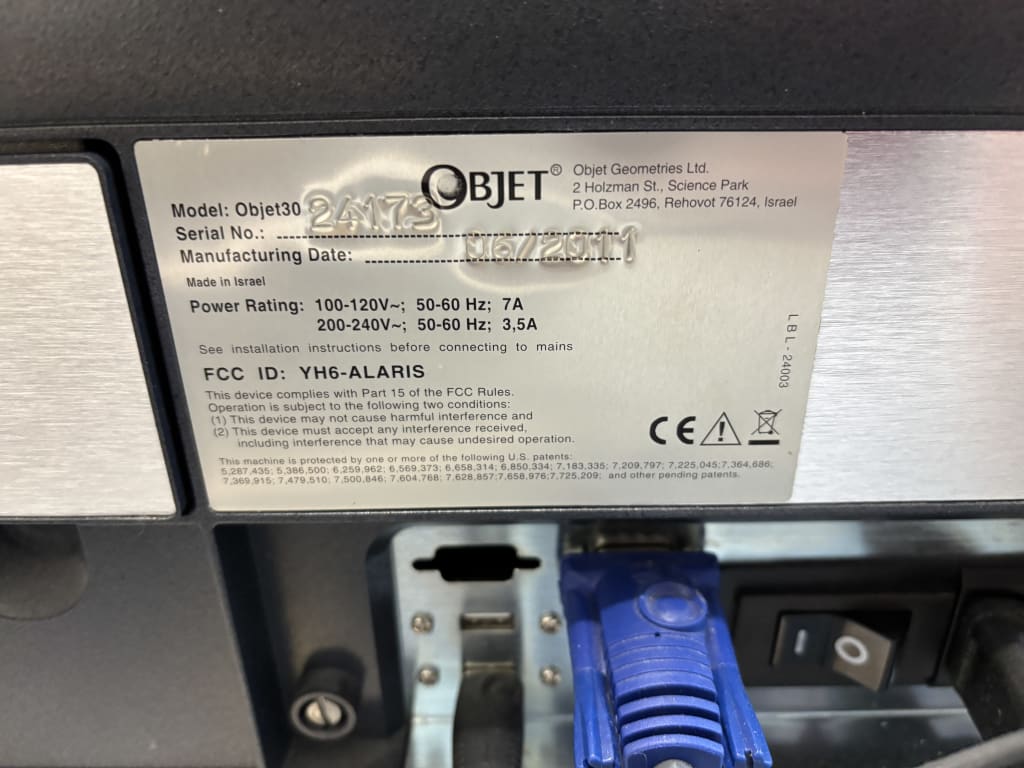 OBJET®
Objet Geometries Ltd.
2 Holzman St., Science Park
P.O.Box 2496, Rehovot 76124, Israel
Model: Objet30
Serial No.: 24173
Manufacturing Date: 06/2011
Made in Israel
Power Rating: 100-120V~; 50-60 Hz; 7A
200-240V~; 50-60 Hz; 3,5A
See installation instructions before connecting to mains
FCC ID: YH6-ALARIS
This device complies with Part 15 of the FCC Rules.
Operation is subject to the following two conditions:
(1) This device may not cause harmful interference and
(2) This device must accept any interference received,
including interference that may cause undesired operation.
This machine is protected by one or more of the following U.S. patents:
5,287,435; 5,386,500; 6,259,962; 6,569,373; 6,658,314; 6,850,334; 7,183,335; 7,209,797; 7,225,045;7,364,686;
7,369,915; 7,479,510; 7,500,846; 7.604,768; 7,628,857;7,658,976;7,725,209; and other pending patents.
CE
LBL-24003